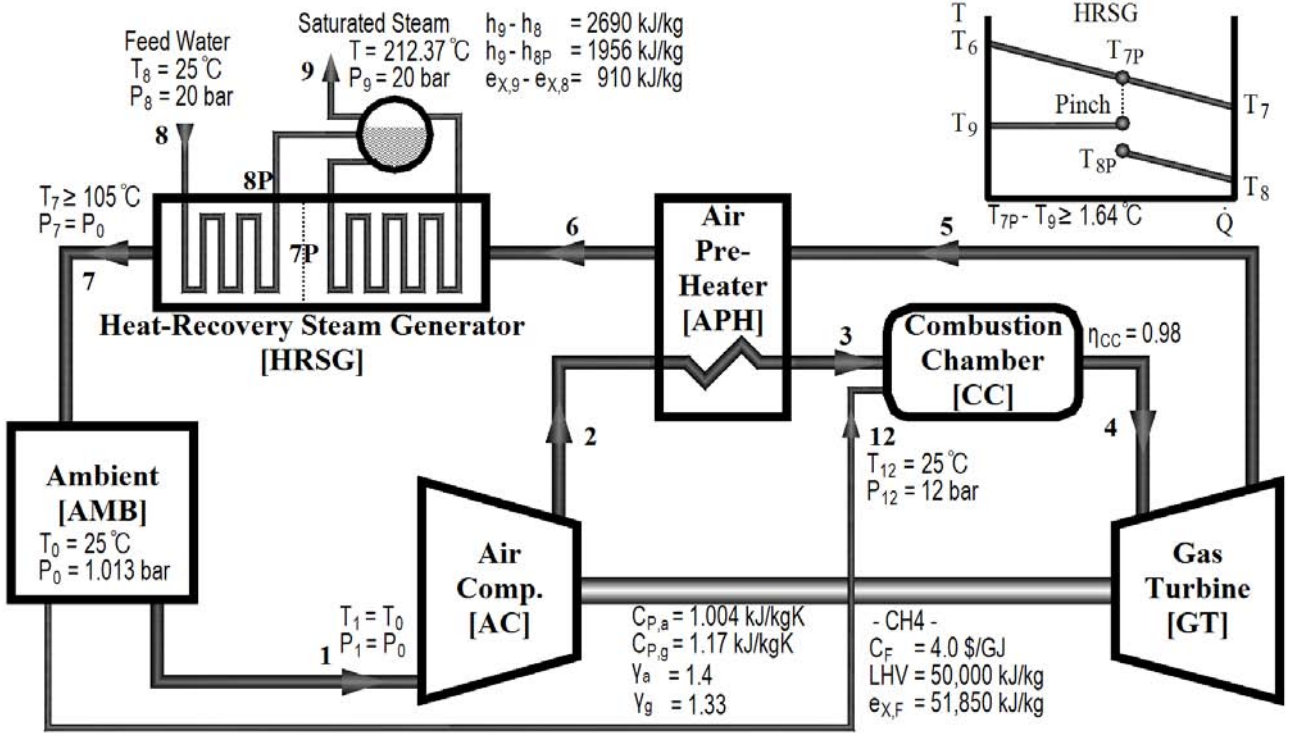 Feed Water
T8 = 25 °C
P8 = 20 bar
8
Saturated Steam
T = 212.37 °C
P9 = 20 bar
9
h9 - h8 = 2690 kJ/kg
h9 - h8P = 1956 kJ/kg
eX,9 - eX,8 = 910 kJ/kg
T
HRSG
T6
T7P
Pinch
T7
T9
T8P
T8
T7P - T9 ≥ 1.64 °C
Q̇
8P
T7 ≥ 105 °C
P7 = P0
7
7P
Heat-Recovery Steam Generator
[HRSG]
6
Air
Pre-
Heater
[APH]
5
3
Combustion
Chamber
[CC]
ηCC = 0.98
2
12
T12 = 25 °C
P12 = 12 bar
4
Ambient
[AMB]
T0 = 25 °C
P0 = 1.013 bar
Air
Comp.
[AC]
Gas
Turbine
[GT]
1
T1 = T0
P1 = P0
CP,a = 1.004 kJ/kgK
CP,g = 1.17 kJ/kgK
γa = 1.4
γg = 1.33
- CH4 -
CF = 4.0 $/GJ
LHV = 50,000 kJ/kg
eX,F = 51,850 kJ/kg